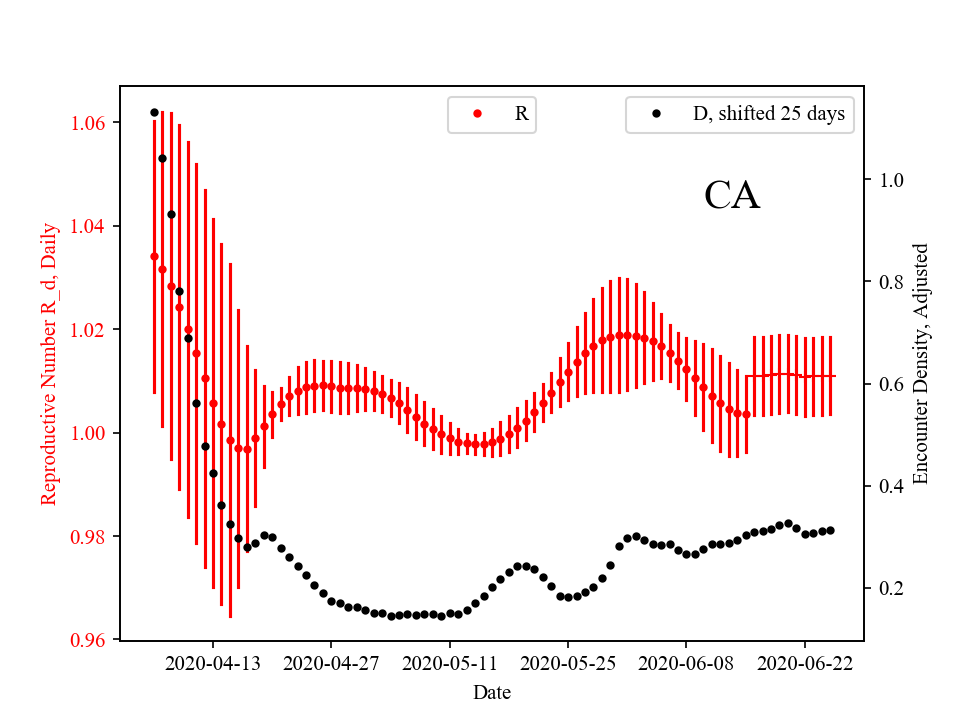 R
D, shifted 25 days
CA
1.06
1.04
1.02
1.00
0.98
0.96
Reproductive Number R_d, Daily
1.0
0.8
0.6
0.4
0.2
Encounter Density, Adjusted
2020-04-13
2020-04-27
2020-05-11
2020-05-25
2020-06-08
2020-06-22
Date